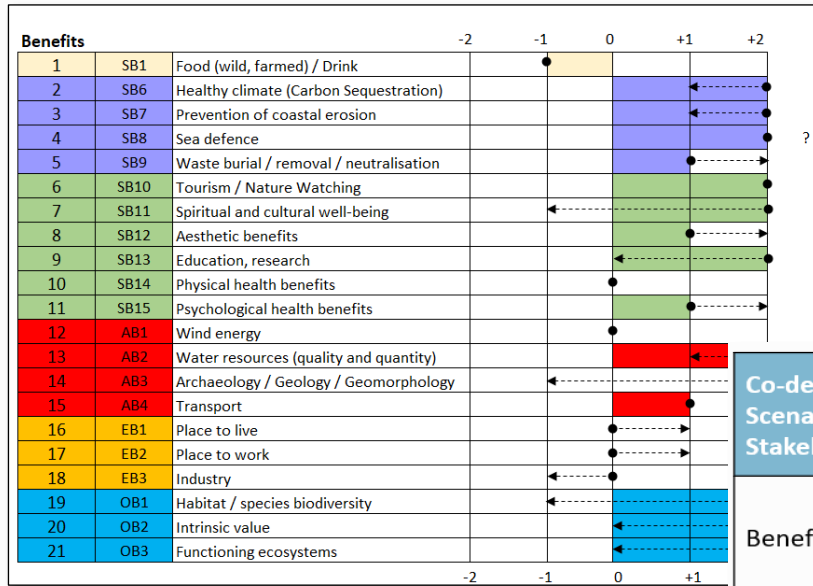 Benefits -2 -1 0 +1 +2
1 SB1 Food (wild, farmed) / Drink
2 SB6 Healthy climate (Carbon Sequestration)
3 SB7 Prevention of coastal erosion
4 SB8 Sea defence ?
5 SB9 Waste burial / removal / neutralisation
6 SB10 Tourism / Nature Watching
7 SB11 Spiritual and cultural well-being
8 SB12 Aesthetic benefits
9 SB13 Education, research
10 SB14 Physical health benefits
11 SB15 Psychological health benefits
12 AB1 Wind energy
13 AB2 Water resources (quality and quantity)
14 AB3 Archaeology / Geology / Geomorphology
15 AB4 Transport
16 EB1 Place to live
17 EB2 Place to work
18 EB3 Industry
19 OB1 Habitat / species biodiversity
20 OB2 Intrinsic value
21 OB3 Functioning ecosystems
-2 -1 0 +1
Co-de
Scena
Stakel
Benef